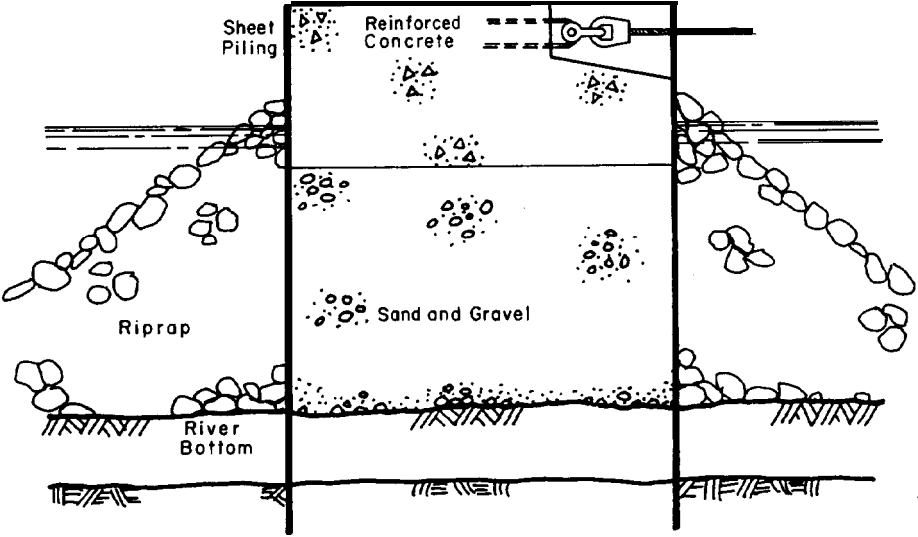 Sheet
Piling
Reinforced
Concrete
Sand and Gravel
Riprap
River
Bottom